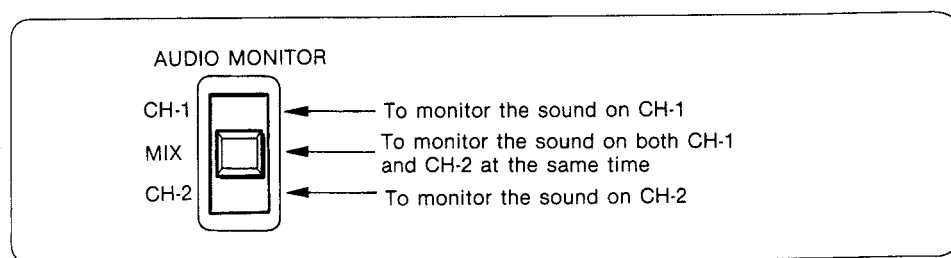 AUDIO MONITOR
CH-1
To monitor the sound on CH-1
MIX
To monitor the sound on both CH-1
and CH-2 at the same time
CH-2
To monitor the sound on CH-2